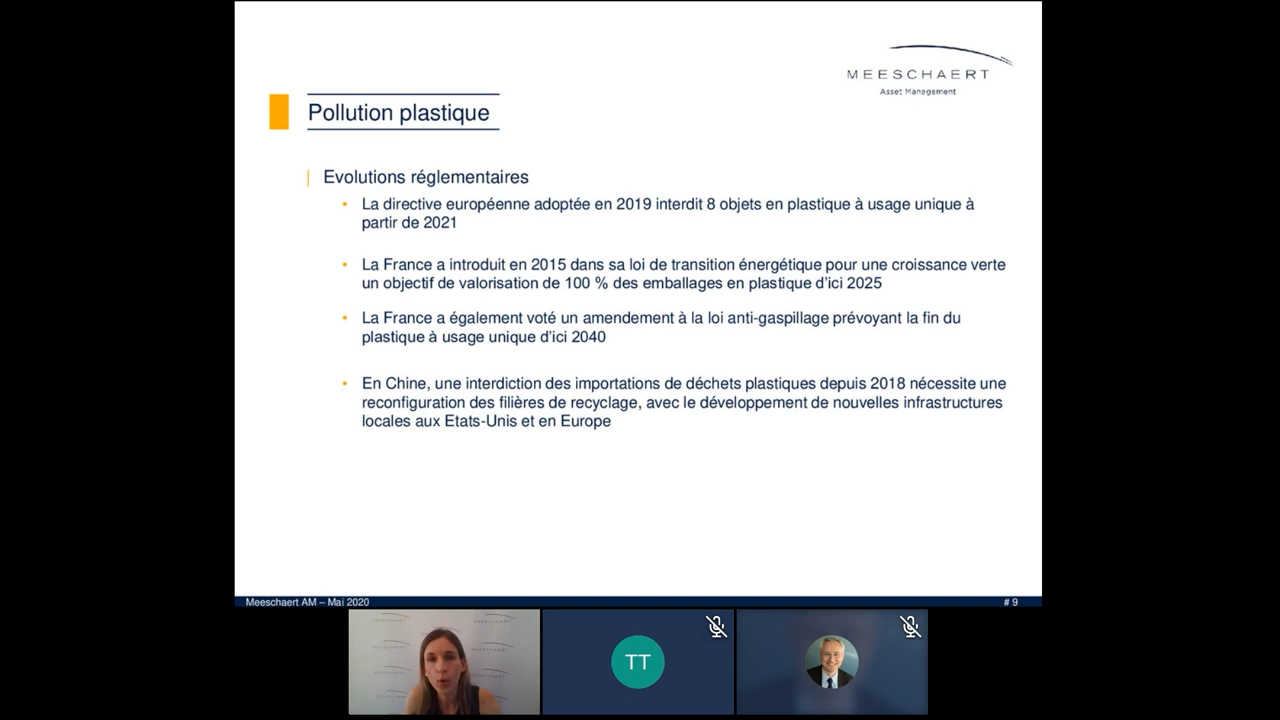 MEESCHAERT
Asset Management
Pollution plastique
Evolutions réglementaires
• La directive européenne adoptée en 2019 interdit 8 objets en plastique à usage unique à
partir de 2021
• La France a introduit en 2015 dans sa loi de transition énergétique pour une croissance verte
un objectif de valorisation de 100 % des emballages en plastique d’ici 2025
• La France a également voté un amendement à la loi anti-gaspillage prévoyant la fin du
plastique à usage unique d’ici 2040
• En Chine, une interdiction des importations de déchets plastiques depuis 2018 nécessite une
reconfiguration des filières de recyclage, avec le développement de nouvelles infrastructures
locales aux Etats-Unis et en Europe
Meeschaert AM – Mai 2020
# 9
TT